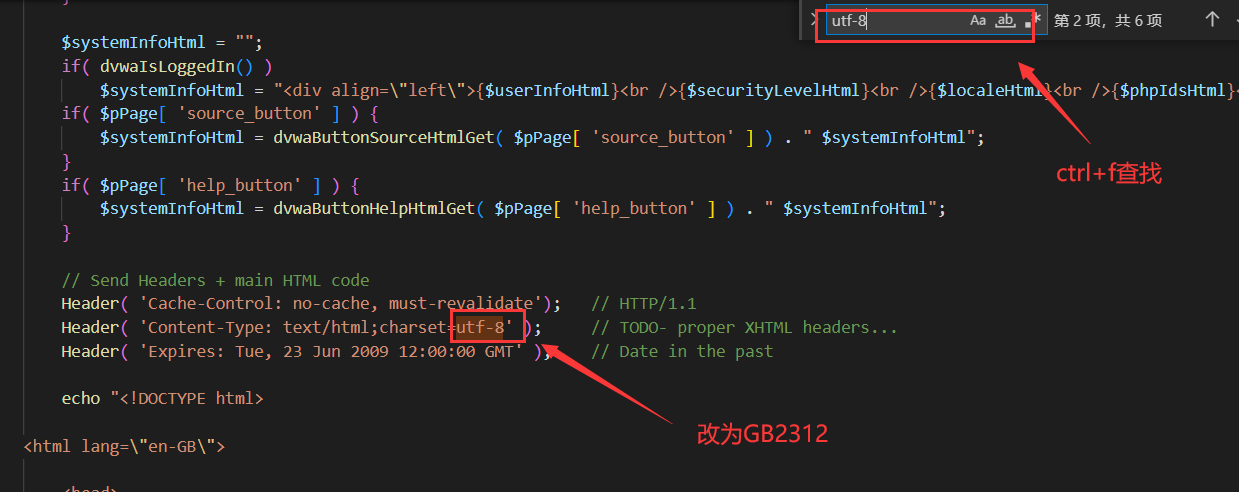 }
utf-8
Aa
ab
第 2 项, 共 6 项
$systemInfoHtml = "";
if( dvwaIsLoggedIn() )
$systemInfoHtml = "<div align=\"left\">{$userInfoHtml}<br />{$securityLevelHtml}<br />{$localeHtml}<br />{$phpIdsHtml}<
if( $pPage[ 'source_button' ] ) {
$systemInfoHtml = dvwaButtonSourceHtmlGet( $pPage[ 'source_button' ] ) . " $systemInfoHtml";
}
if( $pPage[ 'help_button' ] ) {
$systemInfoHtml = dvwaButtonHelpHtmlGet( $pPage[ 'help_button' ] ) . " $systemInfoHtml";
}
ctrl+f查找
// Send Headers + main HTML code
Header( 'Cache-Control: no-cache, must-revalidate'); // HTTP/1.1
Header( 'Content-Type: text/html;charset=utf-8' ); // TODO- proper XHTML headers...
Header( 'Expires: Tue, 23 Jun 2009 12:00:00 GMT' ); // Date in the past
echo "<!DOCTYPE html>
改为GB2312
<html lang=\"en-GB\">
<head>